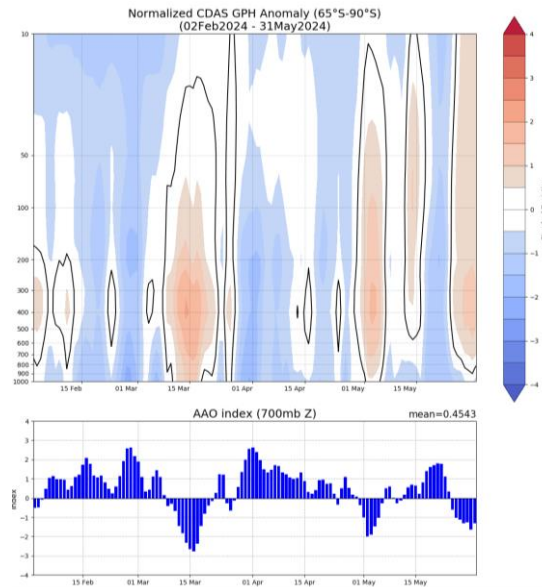 Normalized CDAS GPH Anomaly (65°S-90°S)
(02Feb2024 - 31May2024)
10
50
100
200
300
400
500
600
700
800
900
1000
15 Feb
01 Mar
15 Mar
01 Apr
15 Apr
01 May
15 May
4
3
2
1
0
−1
−2
−3
−4
AAO index (700mb Z)
mean=0.4543
index
4
3
2
1
0
−1
−2
−3
−4
15 Feb
01 Mar
15 Mar
01 Apr
15 Apr
01 May
15 May